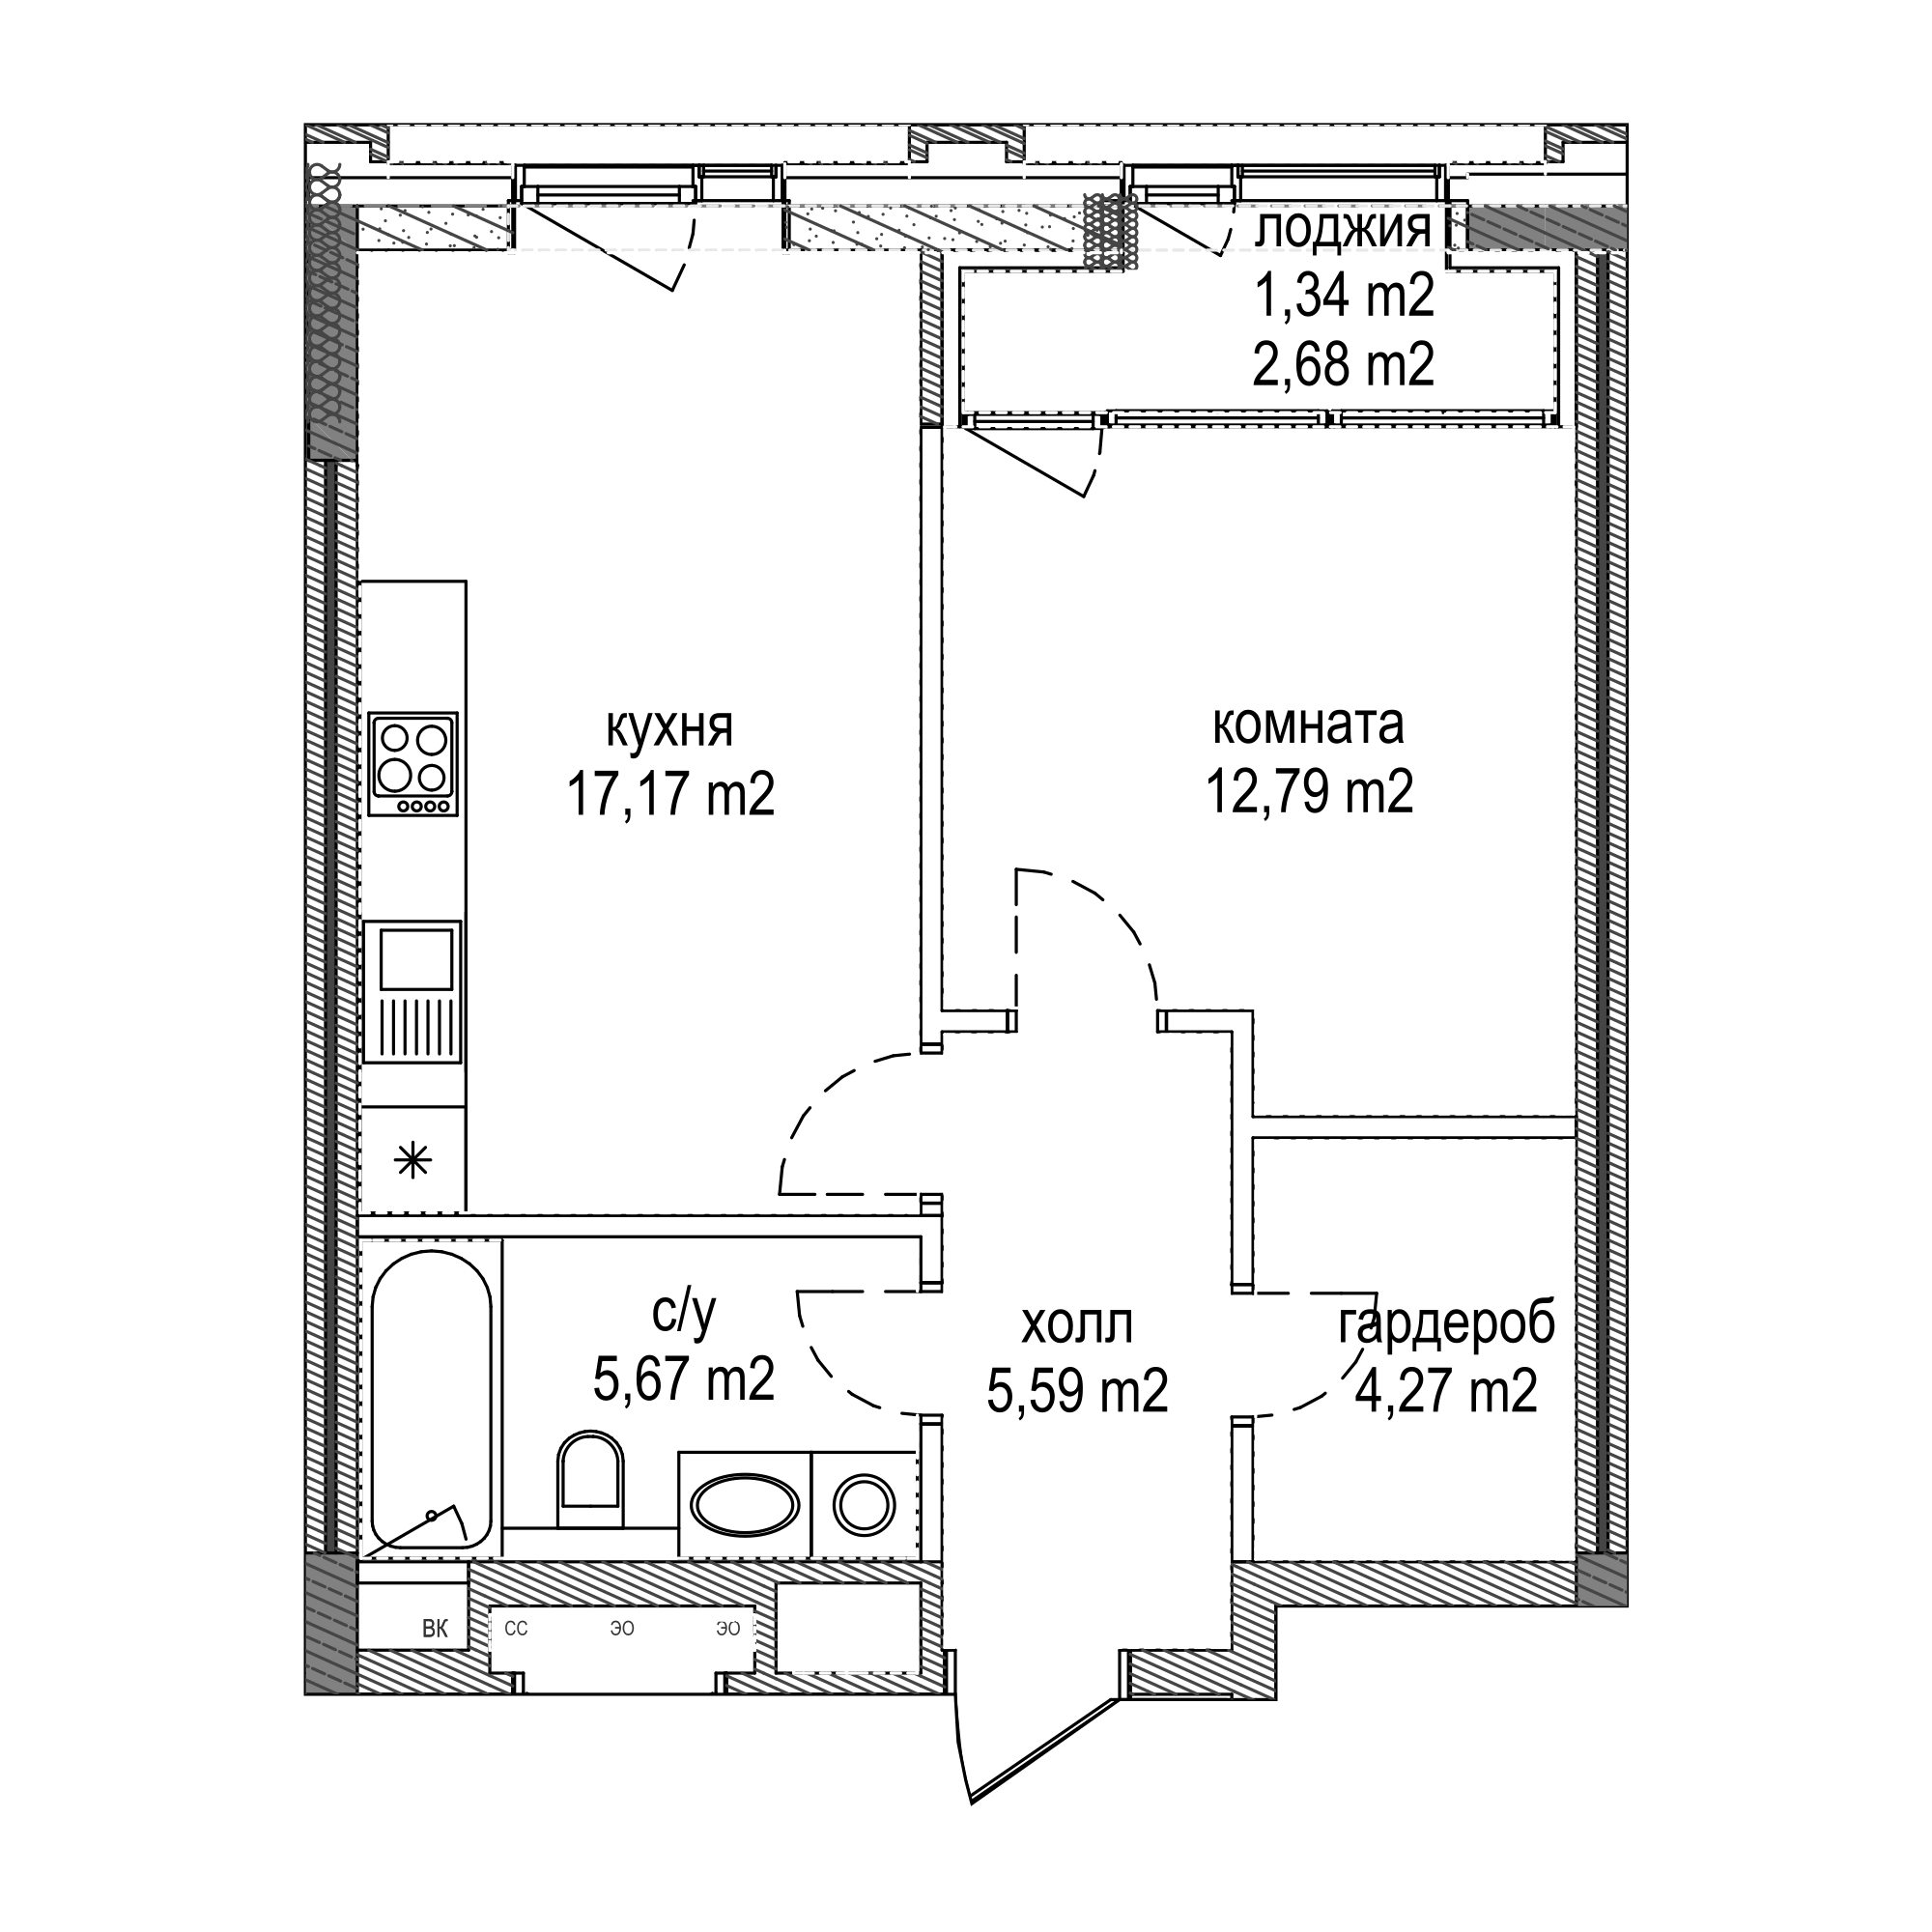 лоджия
1,34 m2
2,68 m2
кухня
17,17 m2
комната
12,79 m2
с/у
5,67 m2
холл
5,59 m2
гардероб
4,27 m2
ВК
СС
ЭО
ЭО